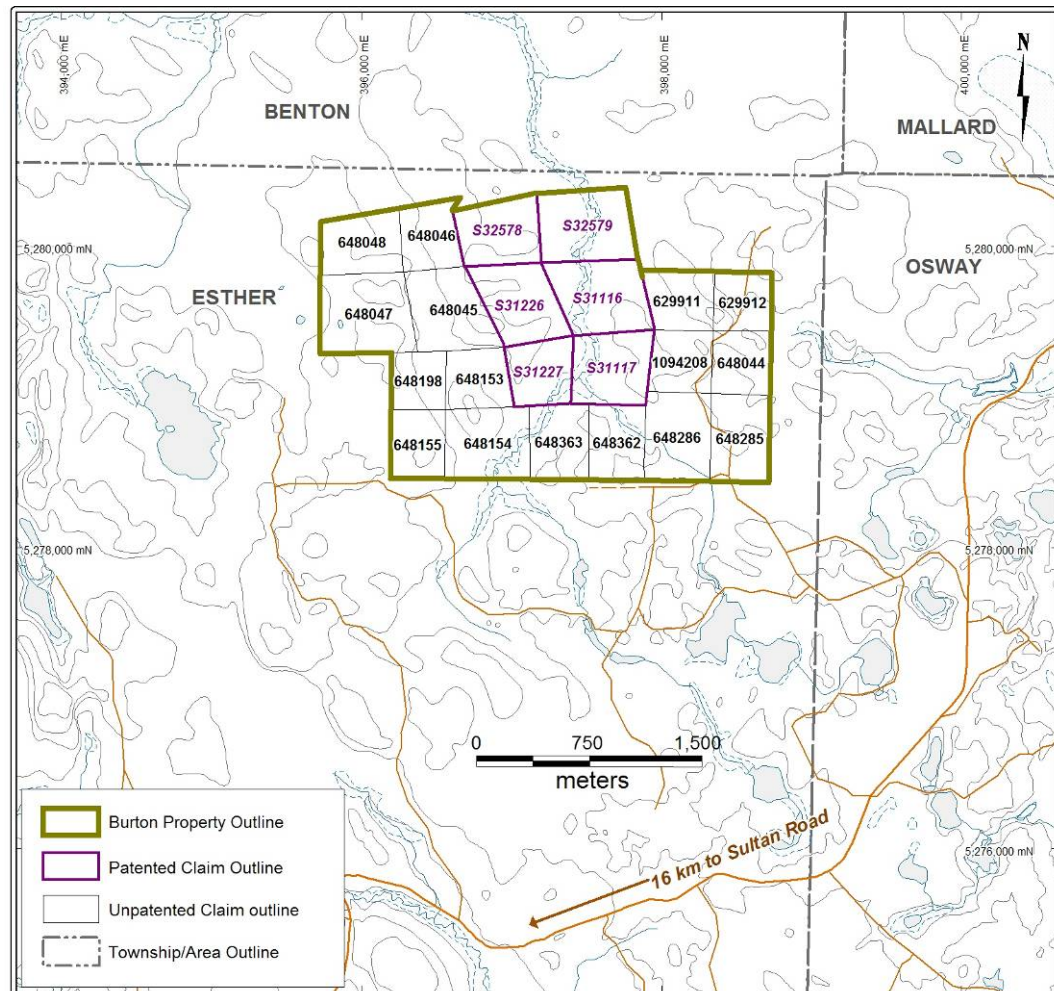 394,000 mE
396,000 mE
398,000 mE
400,000 mE
N
BENTON
MALLARD
S32578
S32579
648048
648046
5,280,000 mN
5,280,000 mN
OSWAY
ESTHER
648047
648045
S31226
S31116
629911
629912
648198
648153
S31227
S31117
1094208
648044
648155
648154
648363
648362
648286
648285
5,278,000 mN
5,278,000 mN
0 750 1,500
meters
Burton Property Outline
Patented Claim Outline
Unpatented Claim outline
Township/Area Outline
16 km to Sultan Road
5,276,000 mN